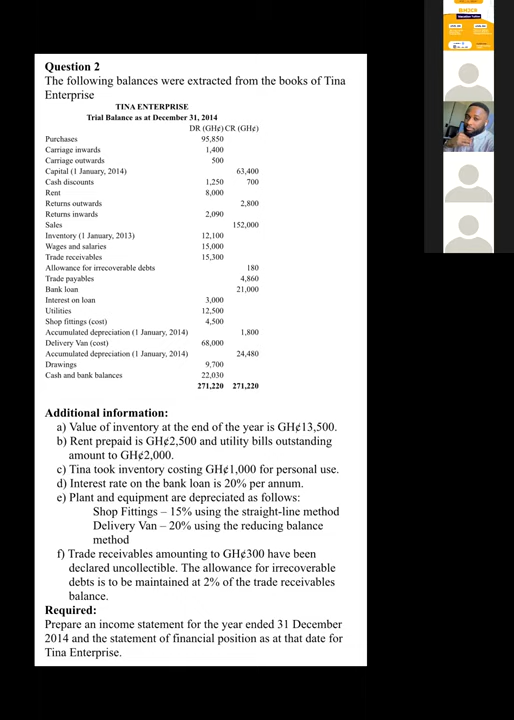 Question 2
The following balances were extracted from the books of Tina
Enterprise
TINA ENTERPRISE
Trial Balance as at December 31, 2014
DR (GH¢) CR (GH¢)
Purchases 95,850
Carriage inwards 1,400
Carriage outwards 500
Capital (1 January, 2014) 63,400
Cash discounts 1,250 700
Rent 8,000
Returns outwards 2,800
Returns inwards 2,090
Sales 152,000
Inventory (1 January, 2013) 12,100
Wages and salaries 15,000
Trade receivables 15,300
Allowance for irrecoverable debts 180
Trade payables 4,860
Bank loan 21,000
Interest on loan 3,000
Utilities 12,500
Shop fittings (cost) 4,500
Accumulated depreciation (1 January, 2014) 1,800
Delivery Van (cost) 68,000
Accumulated depreciation (1 January, 2014) 24,480
Drawings 9,700
Cash and bank balances 22,030
271,220 271,220
Additional information:
a) Value of inventory at the end of the year is GH¢13,500.
b) Rent prepaid is GH¢2,500 and utility bills outstanding
amount to GH¢2,000.
c) Tina took inventory costing GH¢1,000 for personal use.
d) Interest rate on the bank loan is 20% per annum.
e) Plant and equipment are depreciated as follows:
Shop Fittings – 15% using the straight-line method
Delivery Van – 20% using the reducing balance
method
f) Trade receivables amounting to GH¢300 have been
declared uncollectible. The allowance for irrecoverable
debts is to be maintained at 2% of the trade receivables
balance.
Required:
Prepare an income statement for the year ended 31 December
2014 and the statement of financial position as at that date for
Tina Enterprise.